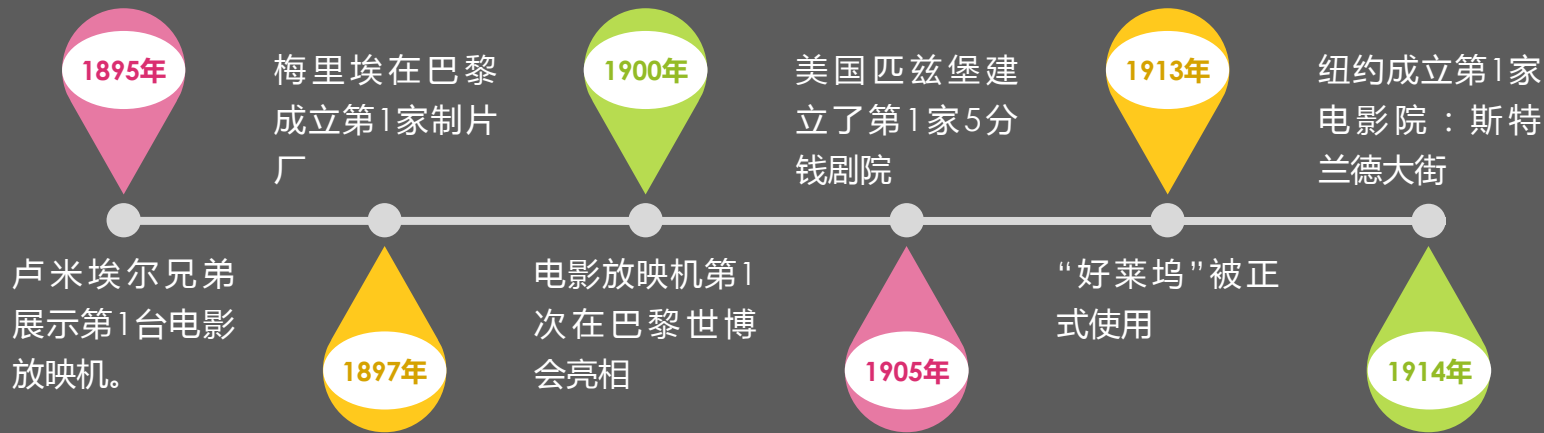 1895年
卢米埃尔兄弟
展示第1台电影
放映机。
梅里埃在巴黎
成立第1家制片
厂
1897年
1900年
电影放映机第1
次在巴黎世博
会亮相
美国匹兹堡建
立了第1家5分
钱剧院
1905年
1913年
“好莱坞”被正
式使用
纽约成立第1家
电影院：斯特
兰德大街
1914年